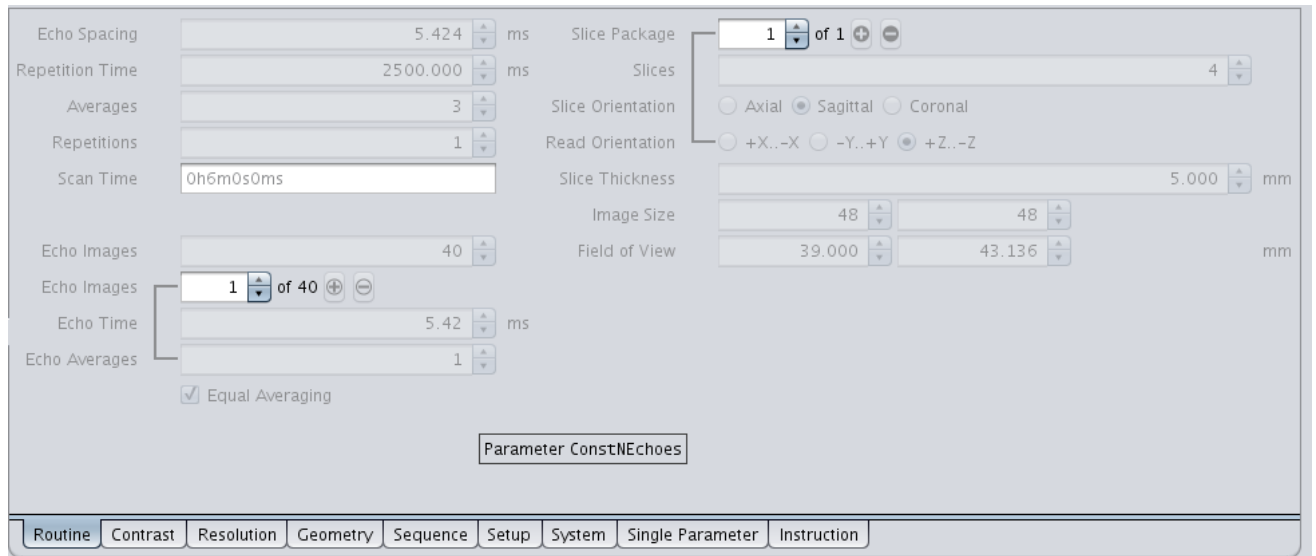 Echo Spacing 5.424 ms
Repetition Time 2500.000 ms
Averages 3
Repetitions 1
Scan Time 0h6m0s0ms
Echo Images 40
Echo Images 1 of 40
Echo Time 5.42 ms
Echo Averages 1
Equal Averaging
Slice Package 1 of 1
Slices 4
Slice Orientation Axial Sagittal Coronal
Read Orientation +X..-X -Y..+Y +Z..-Z
Slice Thickness 5.000 mm
Image Size 48 48
Field of View 39.000 43.136 mm
Parameter ConstNEchoes
Routine Contrast Resolution Geometry Sequence Setup System Single Parameter Instruction